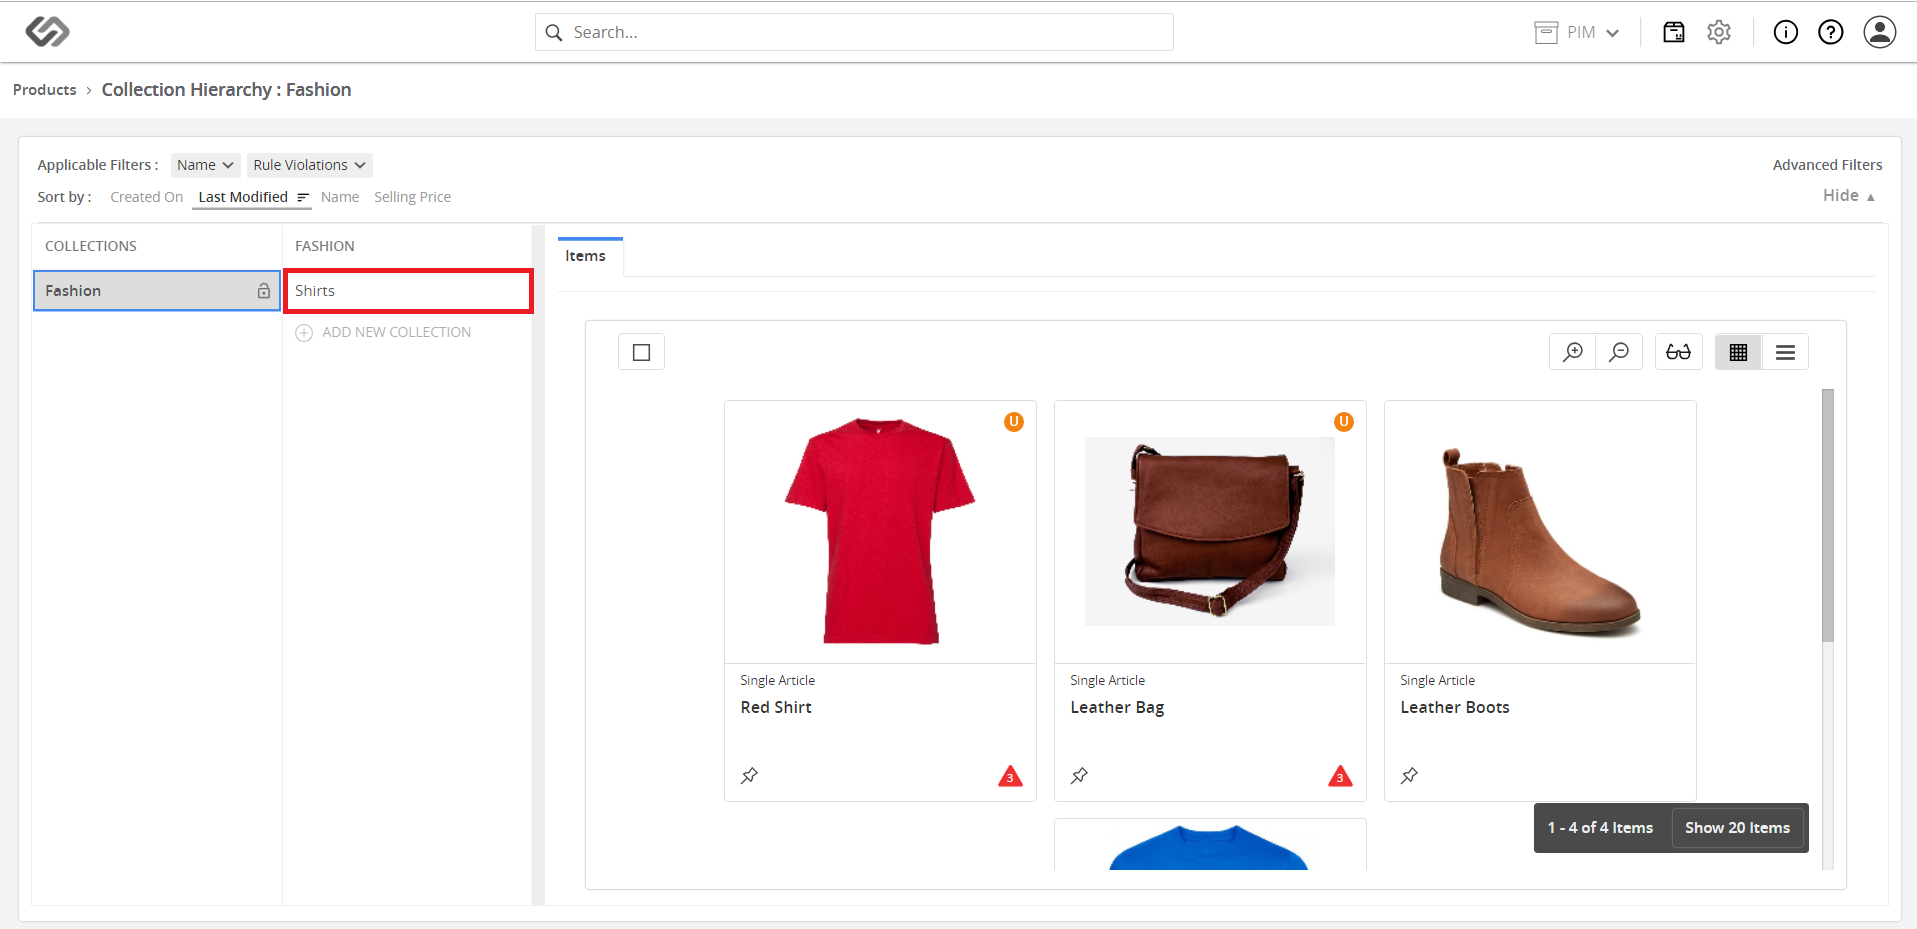 Search...
PIM
Products › Collection Hierarchy : Fashion
Applicable Filters : Name Rule Violations
Advanced Filters
Sort by : Created On Last Modified Name Selling Price
Hide
COLLECTIONS
FASHION
Items
Fashion
Shirts
ADD NEW COLLECTION
U
U
Single Article
Red Shirt
3
Single Article
Leather Bag
3
Single Article
Leather Boots
1 - 4 of 4 Items
Show 20 Items